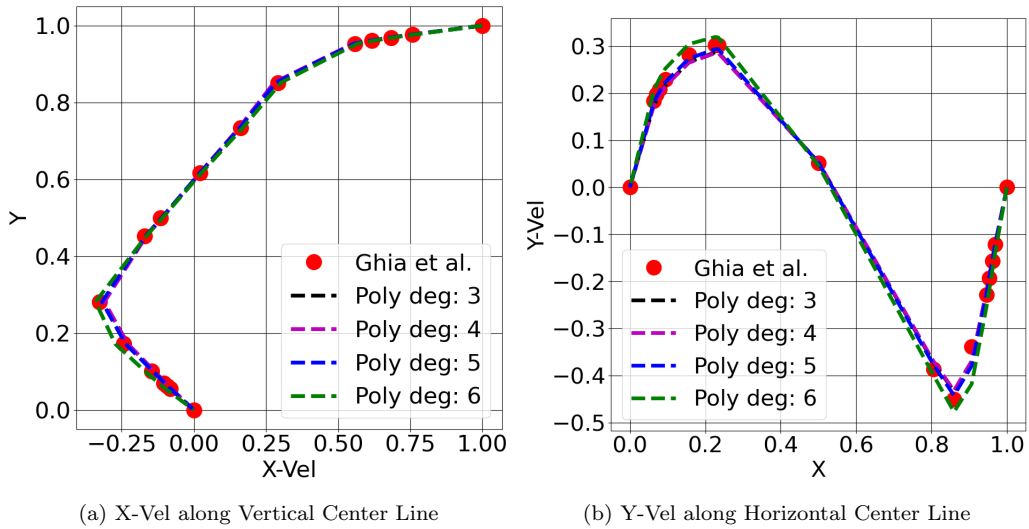 1.0
0.8
0.6
0.4
0.2
0.0
Y
−0.25 0.00 0.25 0.50 0.75 1.00
X-Vel
Ghia et al.
Poly deg: 3
Poly deg: 4
Poly deg: 5
Poly deg: 6
(a) X-Vel along Vertical Center Line
0.3
0.2
0.1
0.0
−0.1
−0.2
−0.3
−0.4
−0.5
Y-Vel
0.0 0.2 0.4 0.6 0.8 1.0
X
Ghia et al.
Poly deg: 3
Poly deg: 4
Poly deg: 5
Poly deg: 6
(b) Y-Vel along Horizontal Center Line